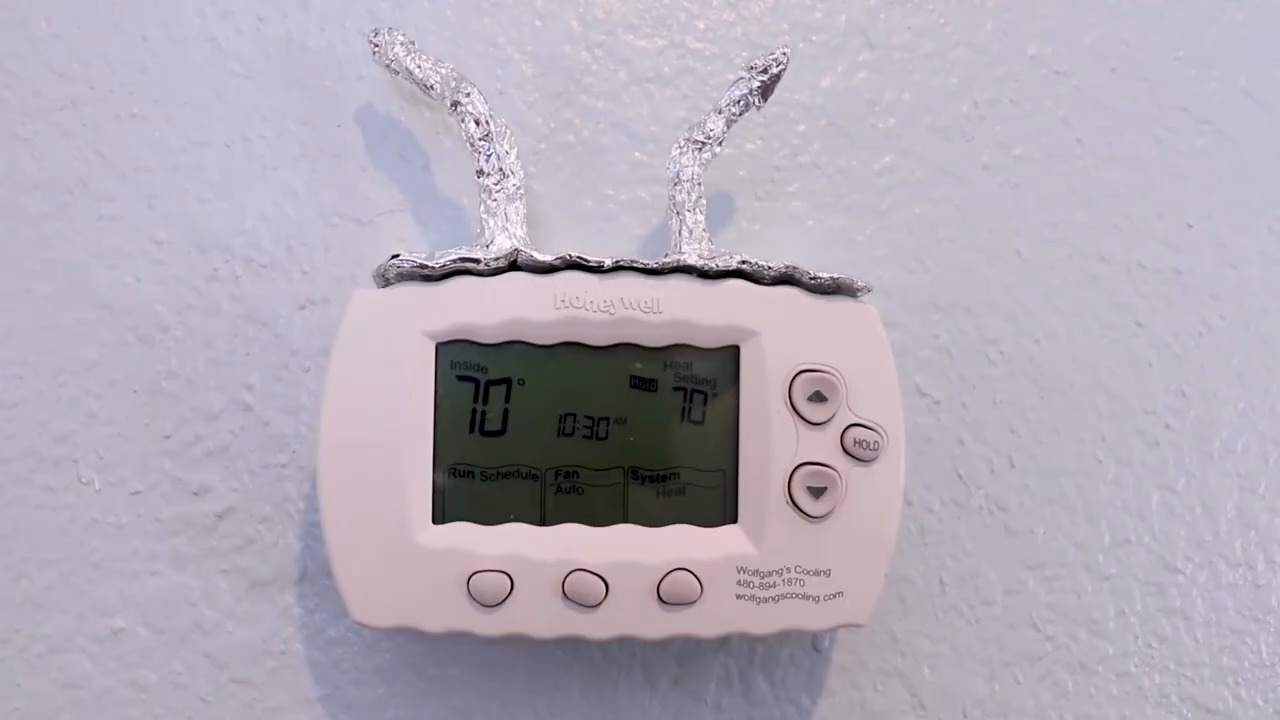 Honeywell
Inside
70°
Hold
Heat
Setting
70°
10:30 AM
Run Schedule
Fan
Auto
System
Heat
HOLD
Wolfgang's Cooling
480-894-1870
wolfgangscooling.com